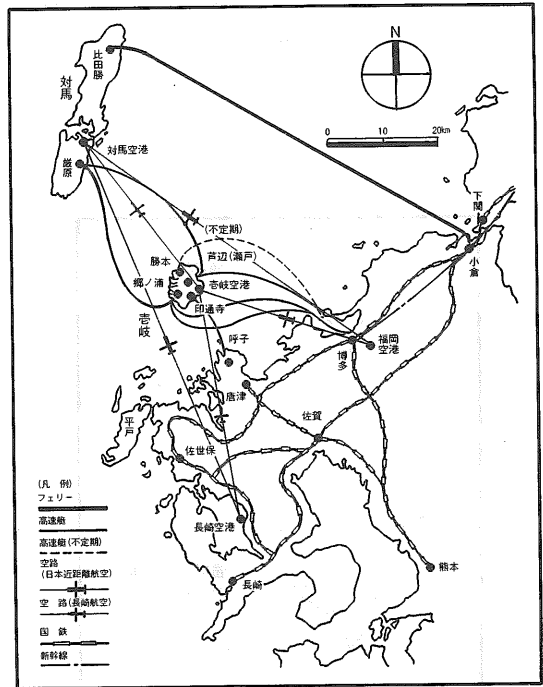 N
0 10 20km
比田勝
対馬
対馬空港
厳原
下関
小倉
(不定期)
芦辺(瀬戸)
勝本
郷ノ浦
壱岐空港
印通寺
壱岐
呼子
唐津
博多
福岡
空港
佐賀
平戸
佐世保
長崎空港
長崎
熊本
(凡 例)
フェリー
高速艇
高速艇(不定期)
空路
(日本近距離航空)
空 路(長崎航空)
国 鉄
新幹線